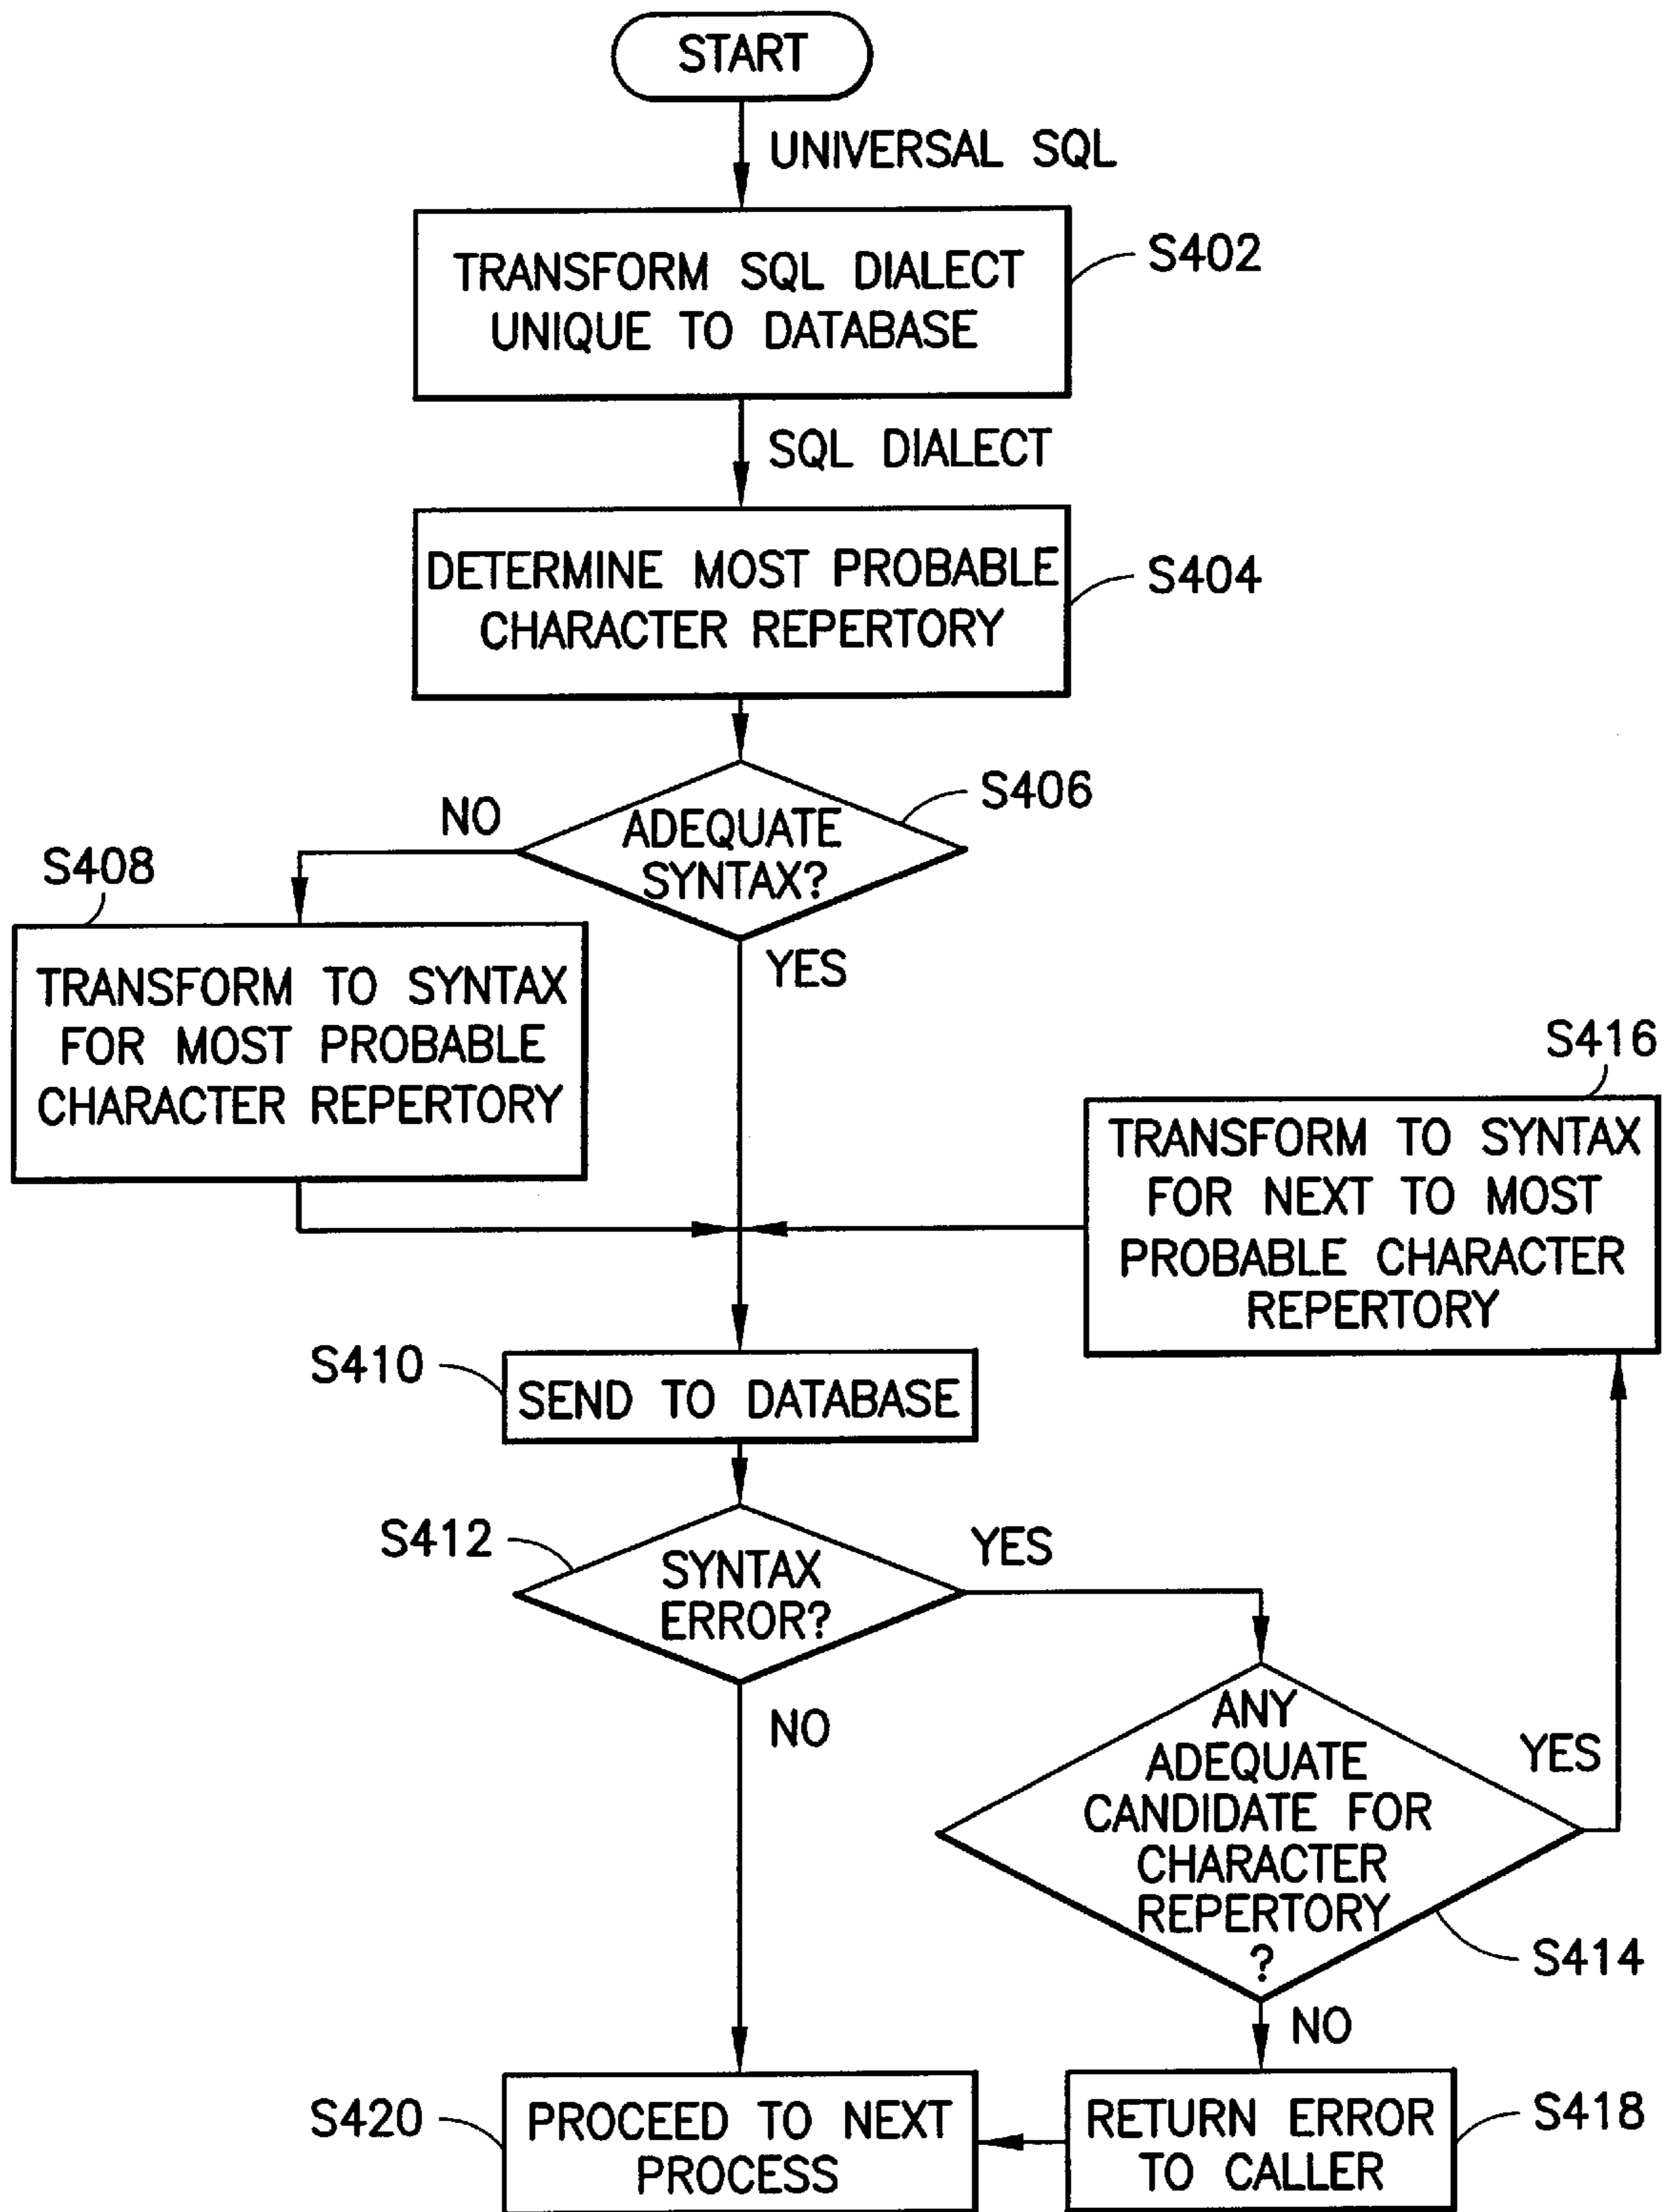 START
UNIVERSAL SQL
TRANSFORM SQL DIALECT
UNIQUE TO DATABASE
S402
SQL DIALECT
DETERMINE MOST PROBABLE
CHARACTER REPERTORY
S404
ADEQUATE
SYNTAX?
S406
NO
YES
S408
TRANSFORM TO SYNTAX
FOR MOST PROBABLE
CHARACTER REPERTORY
S416
TRANSFORM TO SYNTAX
FOR NEXT TO MOST
PROBABLE CHARACTER
REPERTORY
S410
SEND TO DATABASE
S412
SYNTAX
ERROR?
YES
NO
ANY
ADEQUATE
CANDIDATE FOR
CHARACTER
REPERTORY
?
YES
S414
NO
S420
PROCEED TO NEXT
PROCESS
RETURN ERROR
TO CALLER
S418